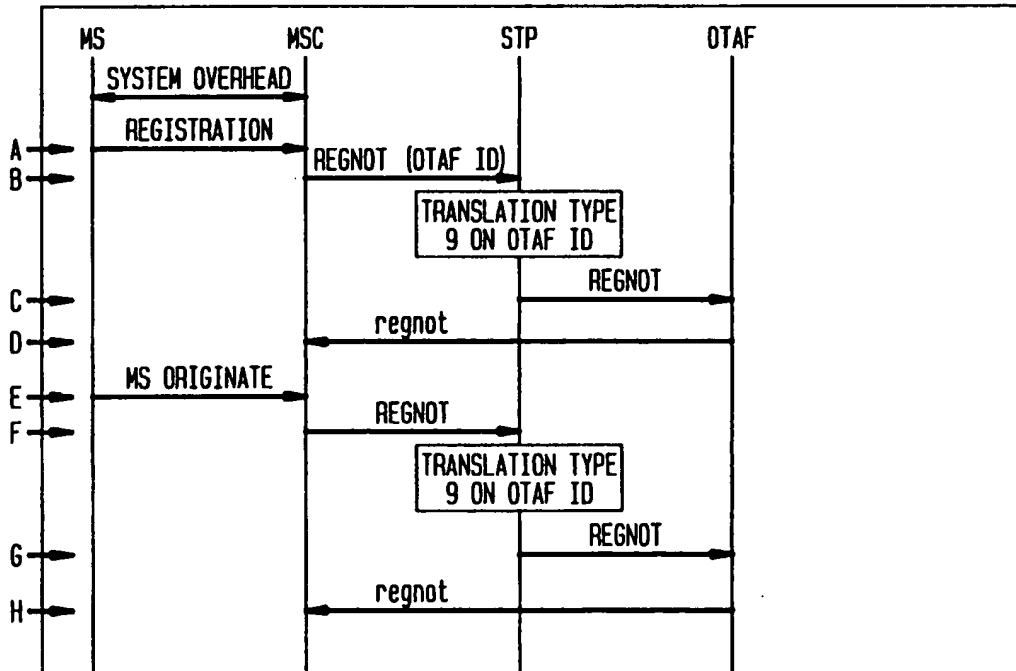 MS MSC STP OTAF
SYSTEM OVERHEAD
REGISTRATION
A
REGNOT (OTAF ID)
B
TRANSLATION TYPE
9 ON OTAF ID
REGNOT
C
regnot
D
MS ORIGINATE
E
REGNOT
F
TRANSLATION TYPE
9 ON OTAF ID
REGNOT
G
regnot
H